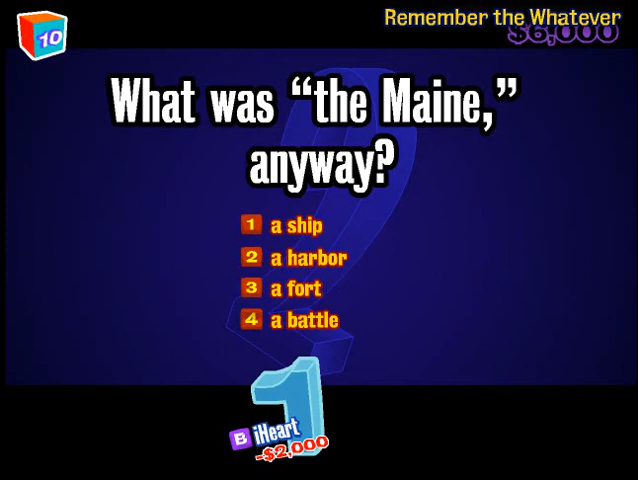 10
Remember the Whatever
$6,000
What was “the Maine,”
anyway?
1 a ship
2 a harbor
3 a fort
4 a battle
1
B iHeart
-$2,000